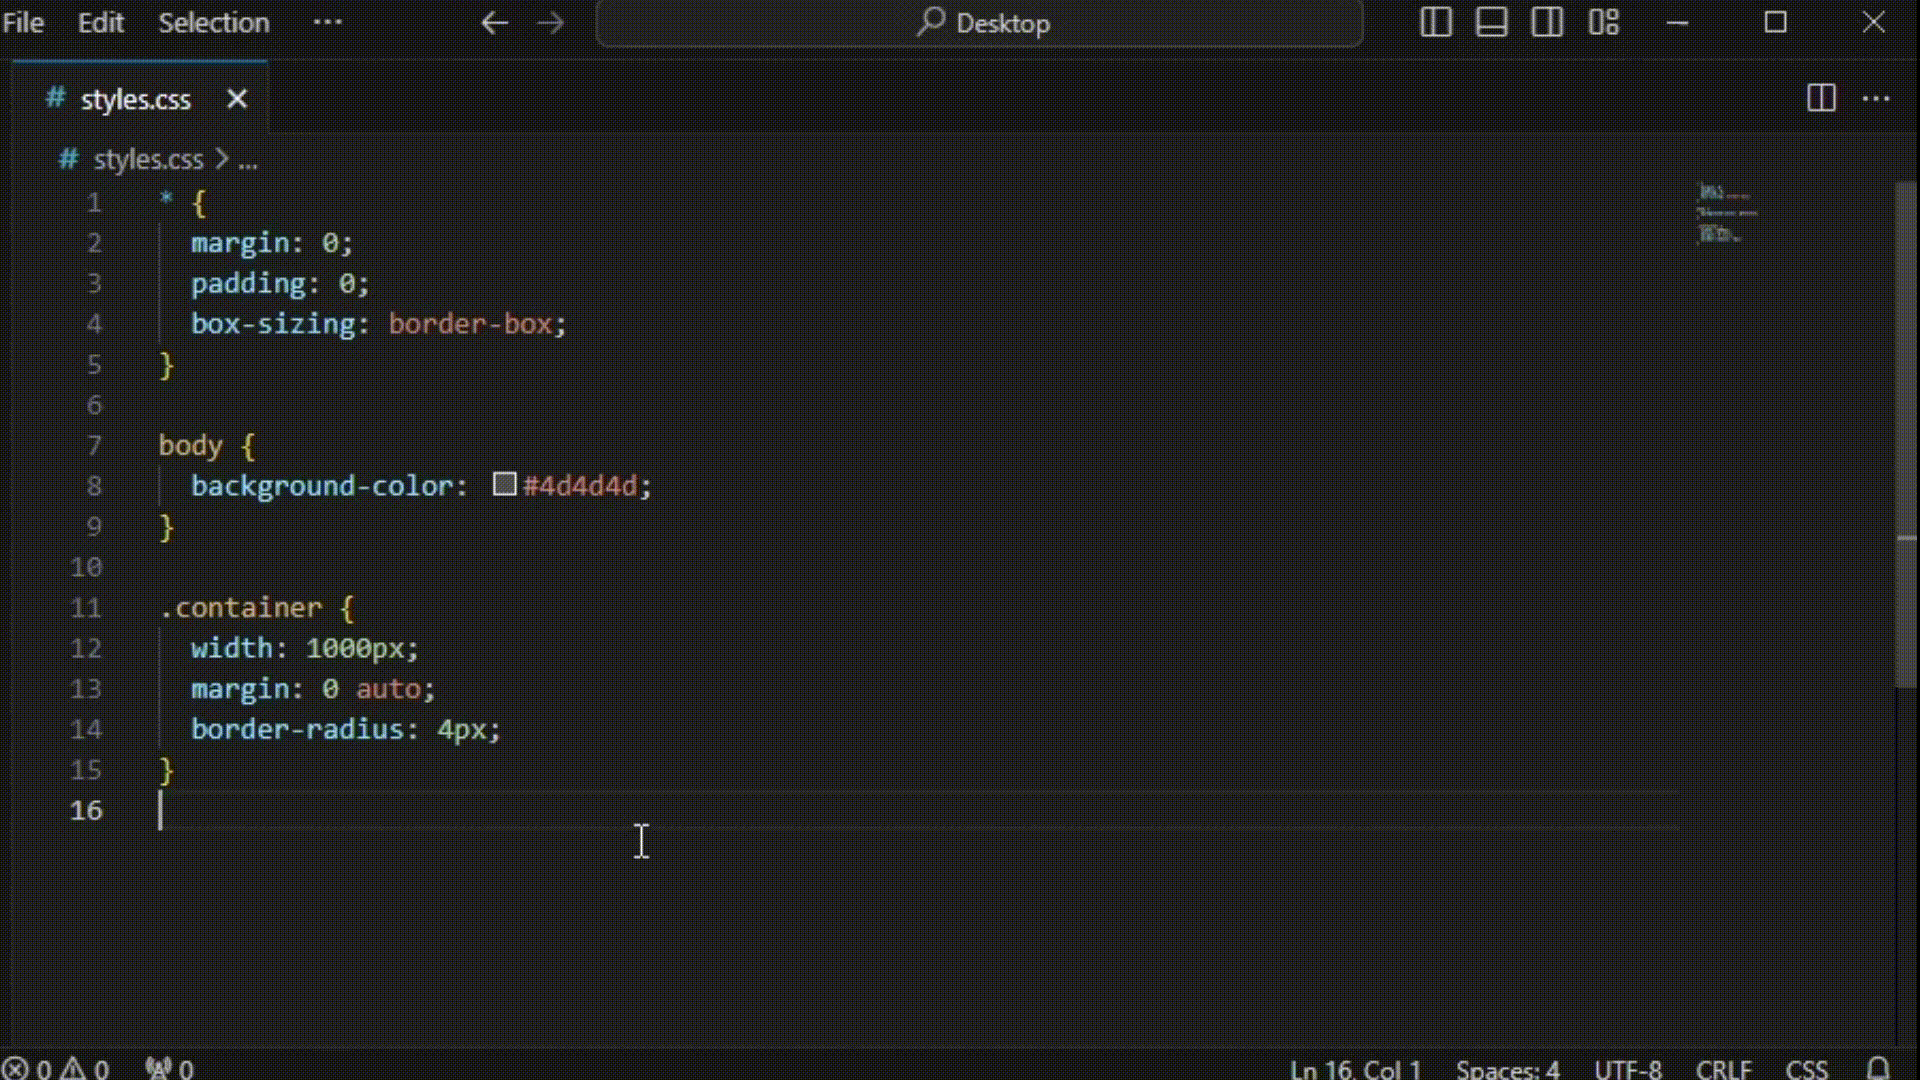 File Edit Selection ··· Desktop
# styles.css
# styles.css > ...
1 * {
2 margin: 0;
3 padding: 0;
4 box-sizing: border-box;
5 }
6
7 body {
8 background-color: #4d4d4d;
9 }
10
11 .container {
12 width: 1000px;
13 margin: 0 auto;
14 border-radius: 4px;
15 }
16
0 0 0 Ln 16, Col 1 Spaces: 4 UTF-8 CRLF CSS